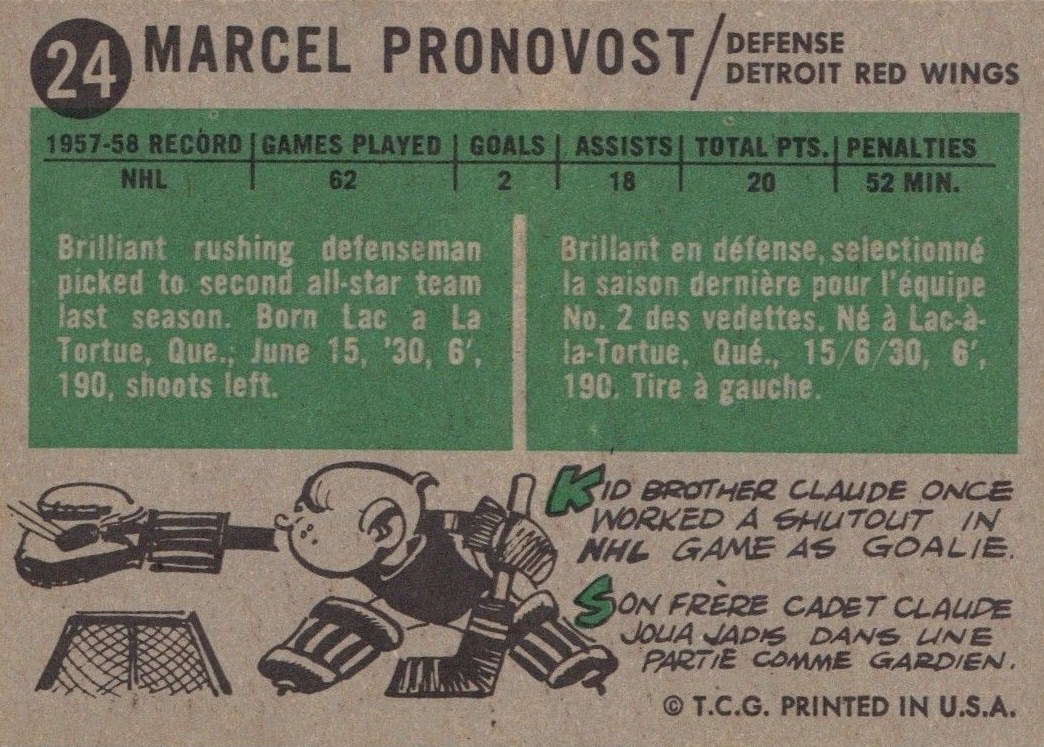 24 MARCEL PRONOVOST/ DEFENSE
DETROIT RED WINGS
1957-58 RECORD | GAMES PLAYED | GOALS | ASSISTS | TOTAL PTS. | PENALTIES
NHL | 62 | 2 | 18 | 20 | 52 MIN.
Brilliant rushing defenseman
picked to second all-star team
last season. Born Lac a La
Tortue, Que.; June 15, '30, 6',
190, shoots left.
Brillant en défense, selectionné
la saison dernière pour l'équipe
No. 2 des vedettes. Né à Lac-à-
la-Tortue, Qué., 15/6/30, 6',
190. Tire à gauche.
KID BROTHER CLAUDE ONCE
WORKED A SHUTOUT IN
NHL GAME AS GOALIE.
SON FRÈRE CADET CLAUDE
JOUA JADIS DANS UNE
PARTIE COMME GARDIEN.
© T.C.G. PRINTED IN U.S.A.